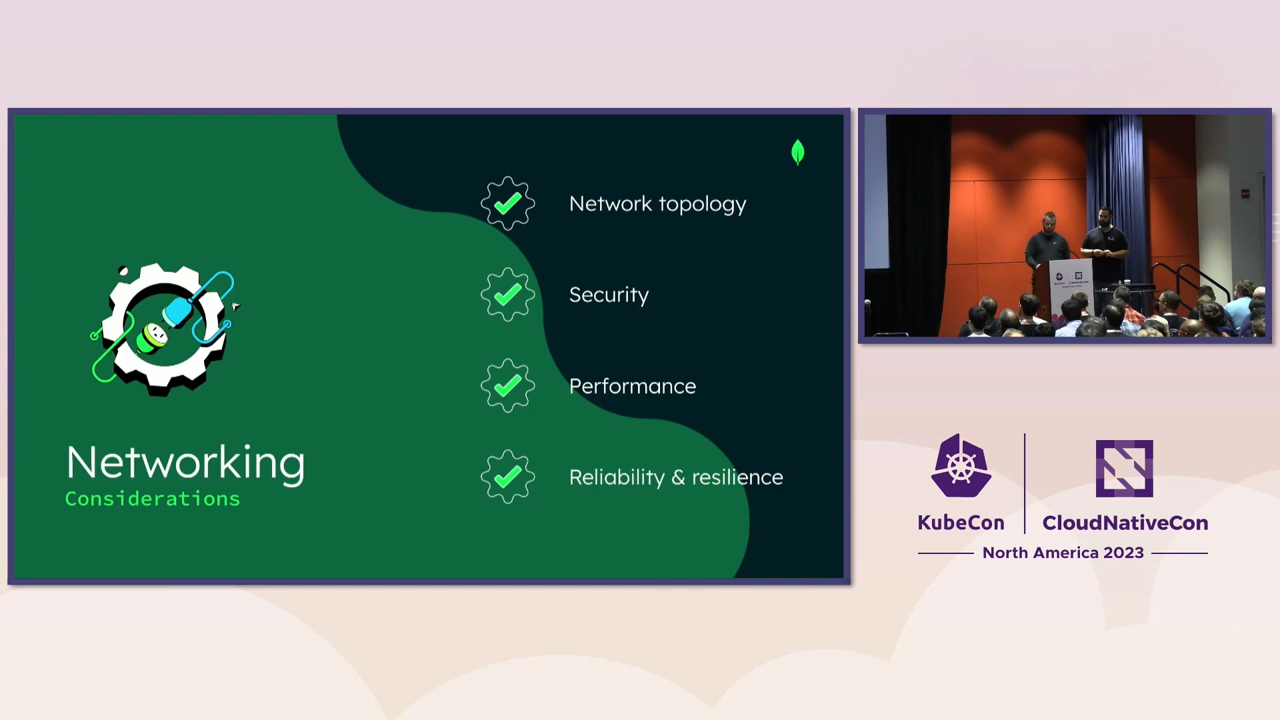 Networking
Considerations
Network topology
Security
Performance
Reliability & resilience
KubeCon
CloudNativeCon
North America 2023